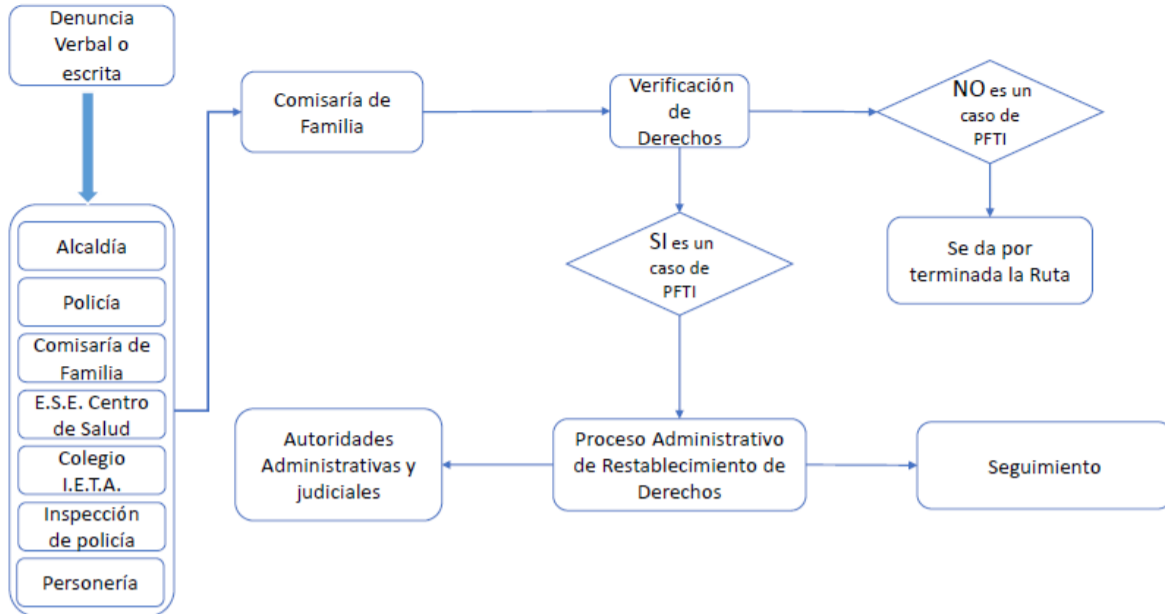 Denuncia
Verbal o
escrita
Alcaldía
Policía
Comisaría de
Familia
E.S.E. Centro
de Salud
Colegio
I.E.T.A.
Inspección
de policía
Personería
Comisaría de
Familia
Verificación
de
Derechos
NO es un
caso de
PFTI
Se da por
terminada la Ruta
SI es un
caso de
PFTI
Proceso Administrativo
de Restablecimiento de
Derechos
Autoridades
Administrativas y
judiciales
Seguimiento